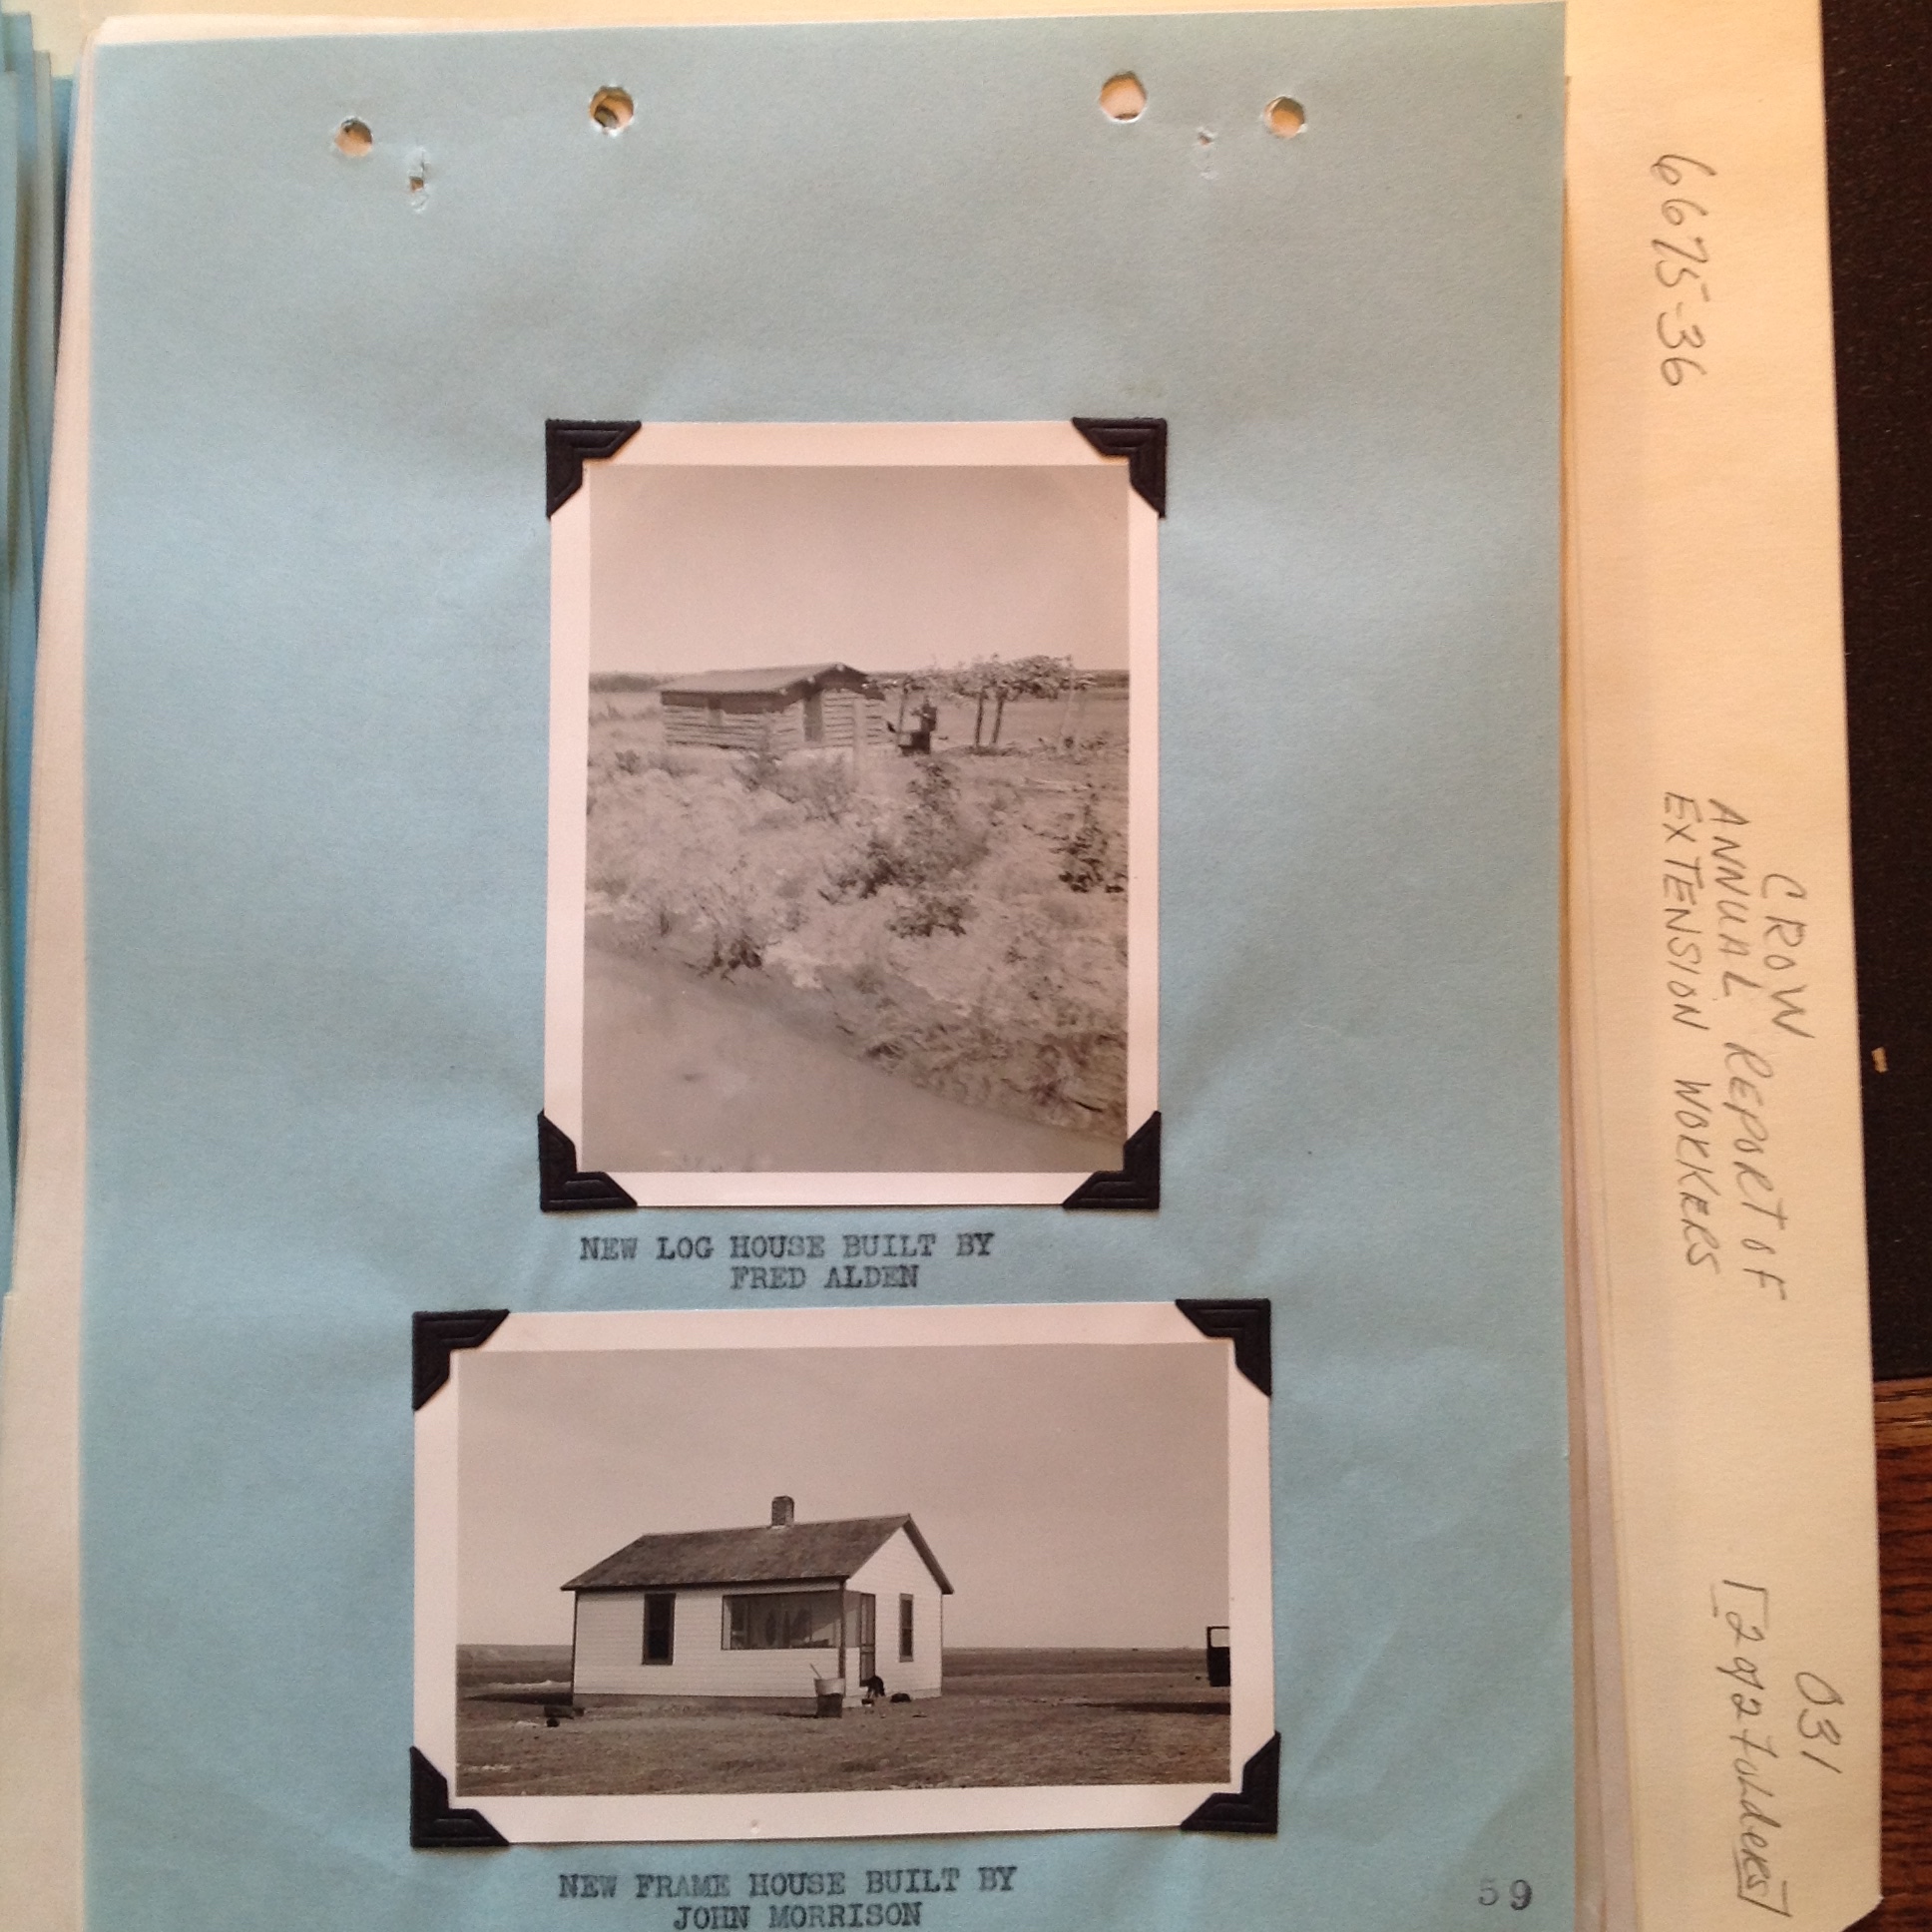 NEW LOG HOUSE BUILT BY
FRED ALDEN
NEW FRAME HOUSE BUILT BY
JOHN MORRISON
59
6675-36
CROW
ANNUAL REPORT OF
EXTENSION WORKERS
031
[2 of 2 folders]